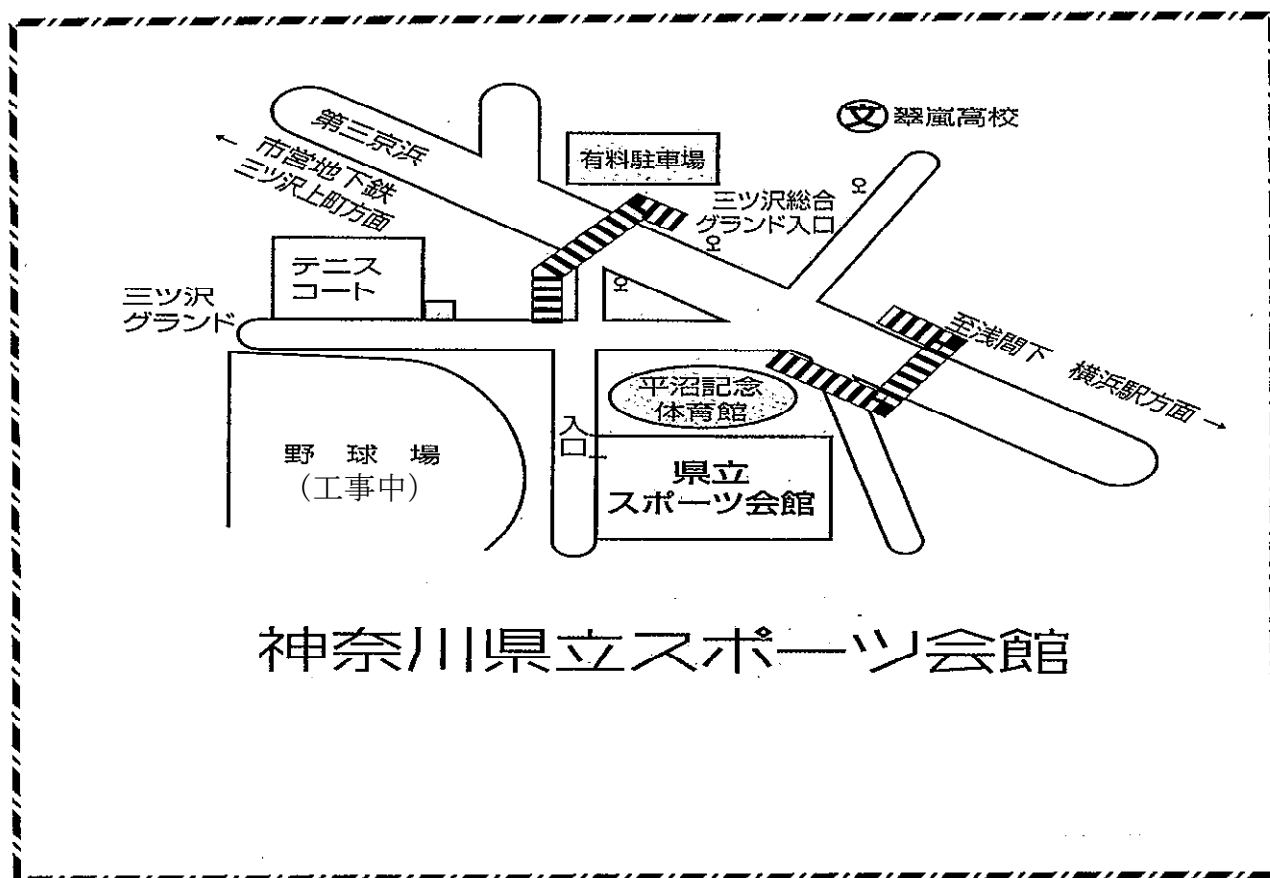 第三京浜
← 市営地下鉄
三ツ沢上町方面
文 翠嵐高校
有料駐車場
三ツ沢総合
グランド入口
テニス
コート
三ツ沢
グランド
至浅間下 横浜駅方面 →
平沼記念
体育館
入口
野球場
(工事中)
県立
スポーツ会館
神奈川県立スポーツ会館